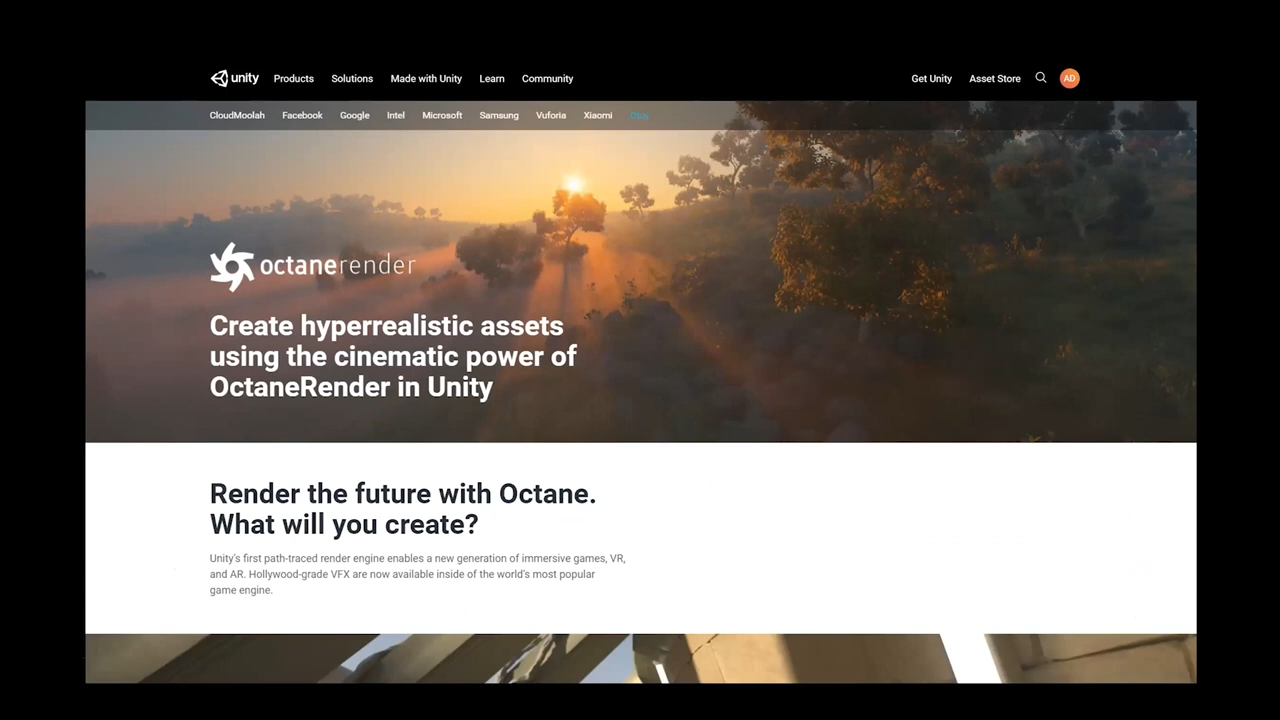 unity Products Solutions Made with Unity Learn Community Get Unity Asset Store AD
CloudMoolah Facebook Google Intel Microsoft Samsung Vuforia Xiaomi Otoy
octanerender
Create hyperrealistic assets
using the cinematic power of
OctaneRender in Unity
Render the future with Octane.
What will you create?
Unity's first path-traced render engine enables a new generation of immersive games, VR,
and AR. Hollywood-grade VFX are now available inside of the world's most popular
game engine.